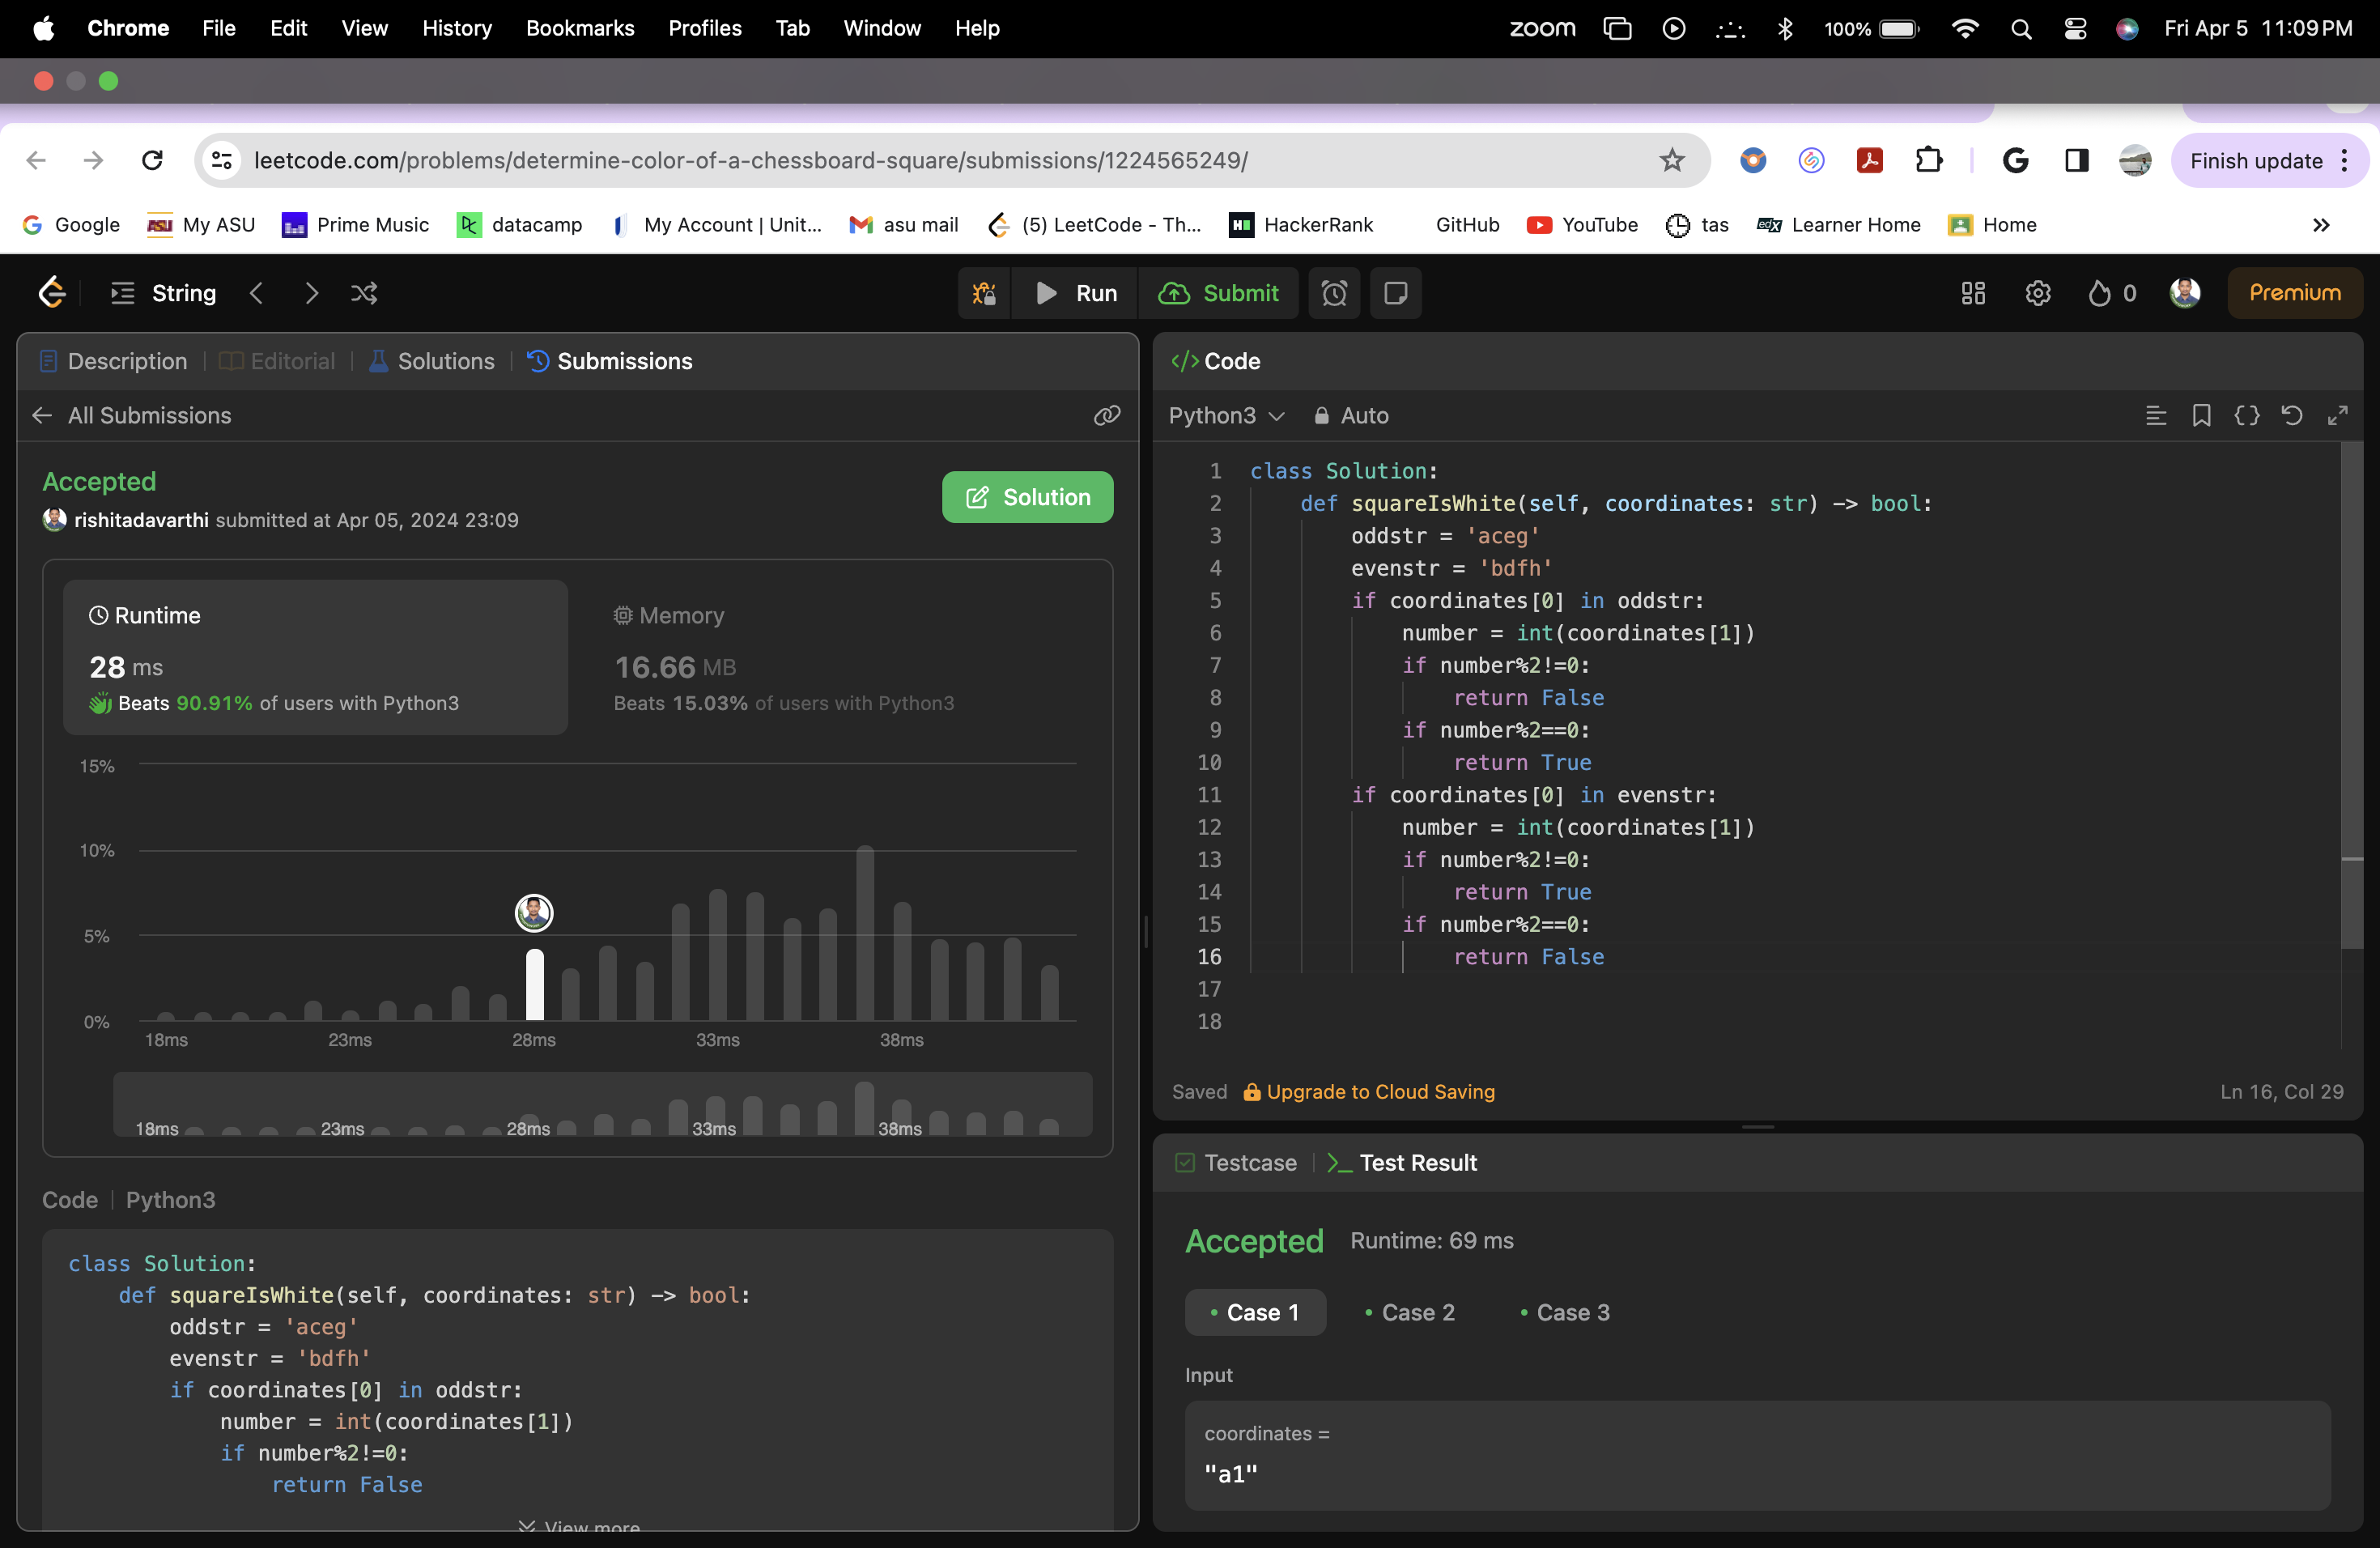 Chrome File Edit View History Bookmarks Profiles Tab Window Help zoom 100% Fri Apr 5 11:09 PM
leetcode.com/problems/determine-color-of-a-chessboard-square/submissions/1224565249/ Finish update
Google My ASU Prime Music datacamp My Account | Unit... asu mail (5) LeetCode - Th... HackerRank GitHub YouTube tas Learner Home Home
String Run Submit 0 Premium
Description | Editorial | Solutions | Submissions
All Submissions
Accepted
rishitadavarthi submitted at Apr 05, 2024 23:09
Solution
Runtime
28 ms
Beats 90.91% of users with Python3
Memory
16.66 MB
Beats 15.03% of users with Python3
15%
10%
5%
0%
18ms 23ms 28ms 33ms 38ms
18ms 23ms 28ms 33ms 38ms
Code | Python3
class Solution:
    def squareIsWhite(self, coordinates: str) -> bool:
        oddstr = 'aceg'
        evenstr = 'bdfh'
        if coordinates[0] in oddstr:
            number = int(coordinates[1])
            if number%2!=0:
                return False
View more
</> Code
Python3 Auto
1 class Solution:
2     def squareIsWhite(self, coordinates: str) -> bool:
3         oddstr = 'aceg'
4         evenstr = 'bdfh'
5         if coordinates[0] in oddstr:
6             number = int(coordinates[1])
7             if number%2!=0:
8                 return False
9             if number%2==0:
10                 return True
11         if coordinates[0] in evenstr:
12             number = int(coordinates[1])
13             if number%2!=0:
14                 return True
15             if number%2==0:
16                 return False
17
18
Saved Upgrade to Cloud Saving Ln 16, Col 29
Testcase | >_ Test Result
Accepted Runtime: 69 ms
• Case 1 • Case 2 • Case 3
Input
coordinates =
"a1"